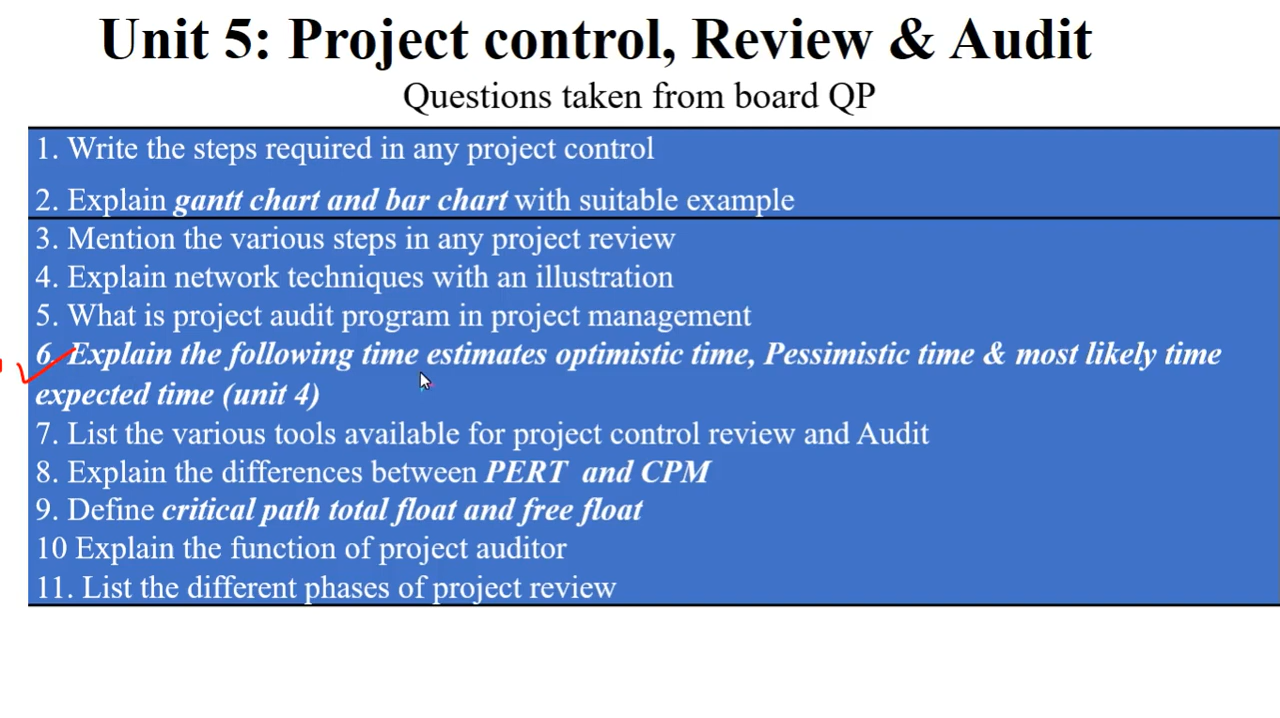 Unit 5: Project control, Review & Audit
Questions taken from board QP
1. Write the steps required in any project control
2. Explain gantt chart and bar chart with suitable example
3. Mention the various steps in any project review
4. Explain network techniques with an illustration
5. What is project audit program in project management
6. Explain the following time estimates optimistic time, Pessimistic time & most likely time
expected time (unit 4)
7. List the various tools available for project control review and Audit
8. Explain the differences between PERT and CPM
9. Define critical path total float and free float
10 Explain the function of project auditor
11. List the different phases of project review